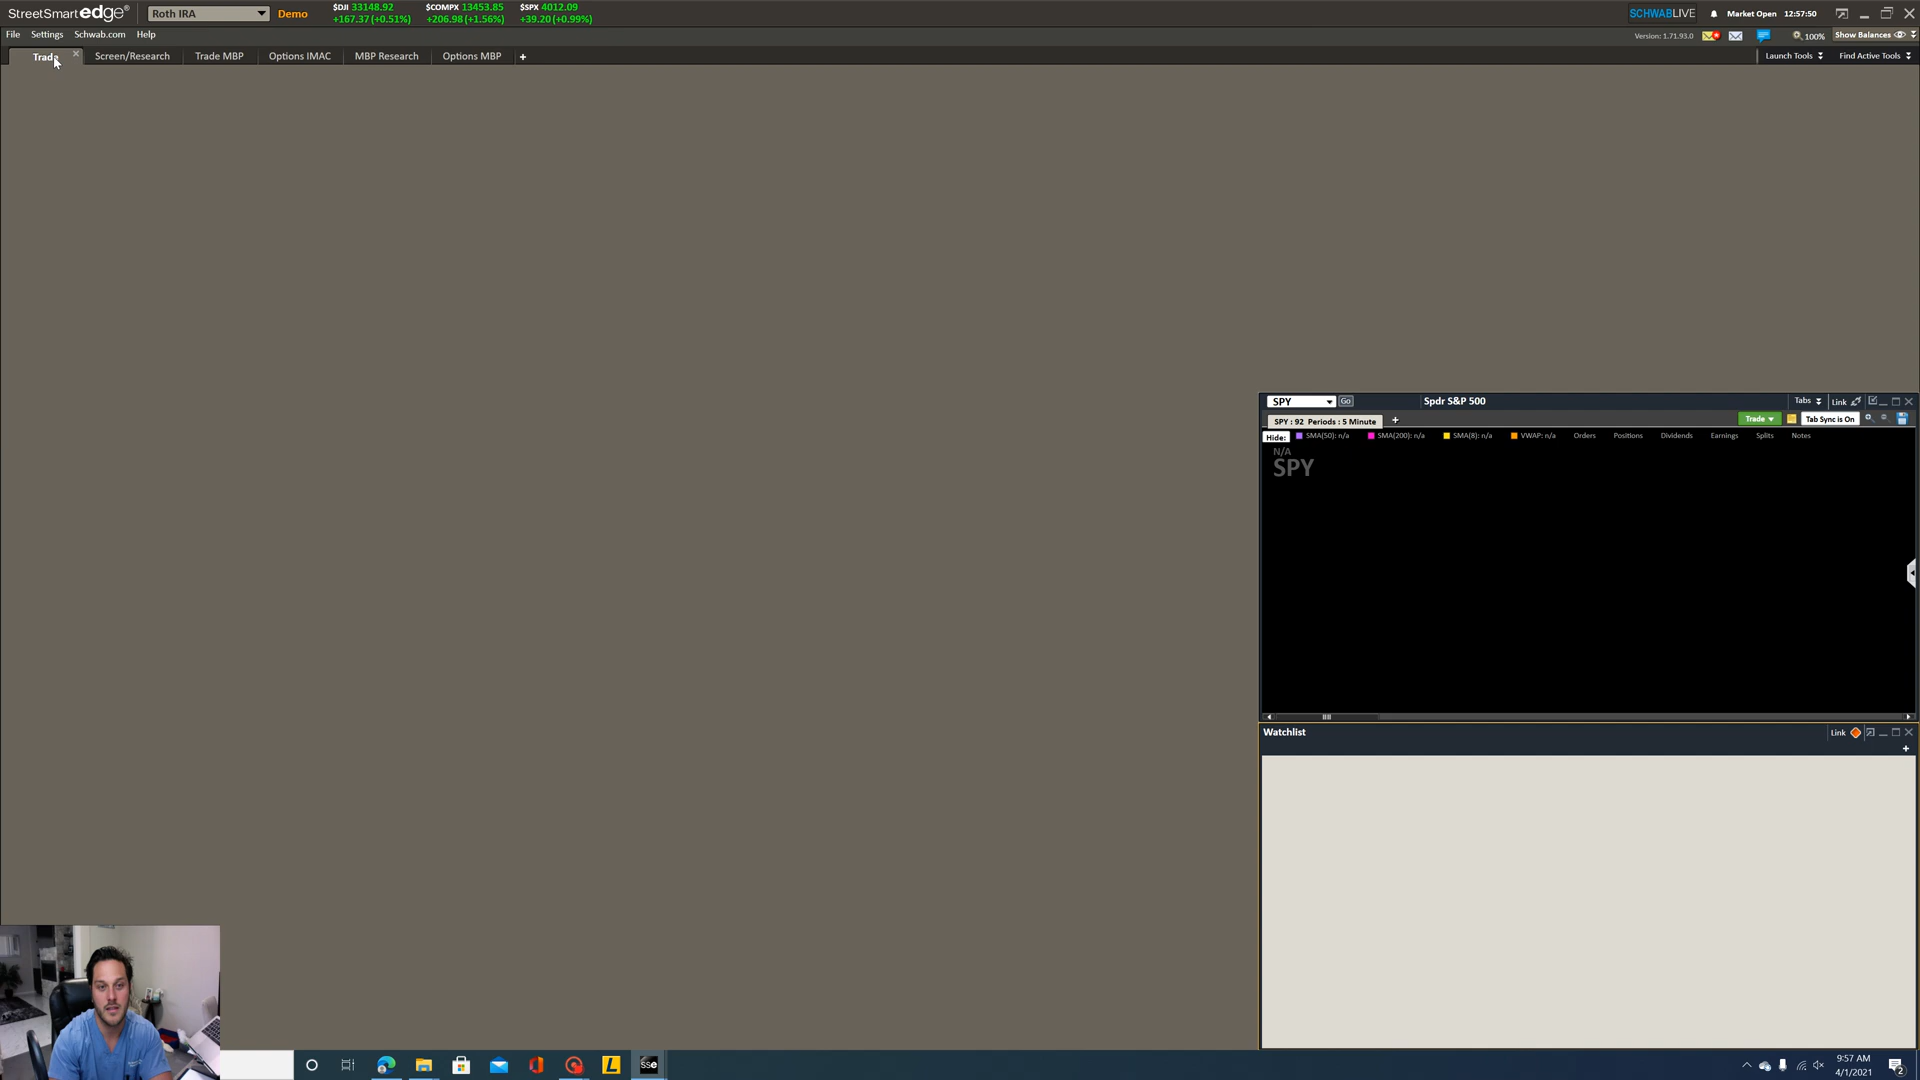 StreetSmart edge®
Roth IRA
Demo
$DJI 33148.92
+167.37 (+0.51%)
$COMPX 13453.85
+206.98 (+1.56%)
$SPX 4012.09
+39.20 (+0.99%)
SCHWABLIVE
Market Open 12:57:50
File Settings Schwab.com Help
Version: 1.71.93.0
100%
Show Balances
Trade
Screen/Research
Trade MBP
Options IMAC
MBP Research
Options MBP
+
Launch Tools
Find Active Tools
SPY
Go
Spdr S&P 500
Tabs
Link
SPY : 92 Periods : 5 Minute
+
Trade
Tab Sync is On
Hide: SMA(50): n/a SMA(200): n/a SMA(8): n/a VWAP: n/a Orders Positions Dividends Earnings Splits Notes
N/A
SPY
Watchlist
Link
+
L
sse
9:57 AM
4/1/2021
2